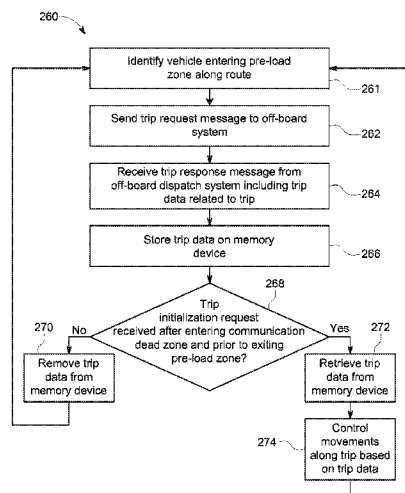 260
Identify vehicle entering pre-load
zone along route
261
Send trip request message to off-board
system
262
Receive trip response message from
off-board dispatch system including trip
data related to trip
264
Store trip data on memory
device
266
268
Trip
initialization request
received after entering communication
dead zone and prior to exiting
pre-load zone?
No
Yes
270
Remove trip
data from
memory device
272
Retrieve trip
data from
memory device
274
Control
movements
along trip based
on trip data